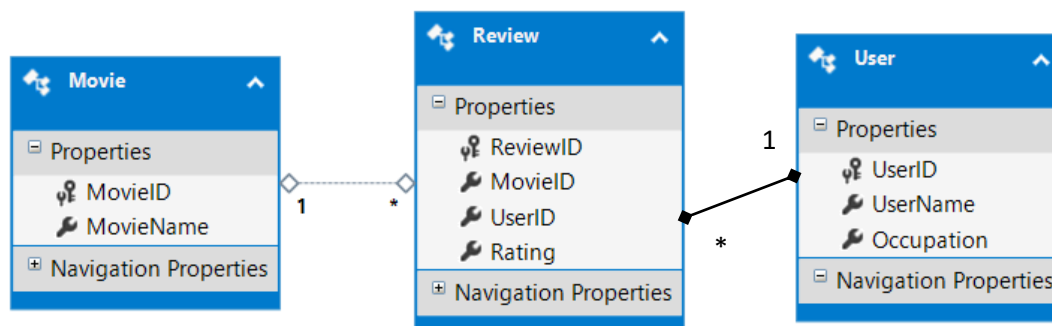 Movie
Properties
MovieID
MovieName
Navigation Properties
1
*
Review
Properties
ReviewID
MovieID
UserID
Rating
Navigation Properties
1
*
User
Properties
UserID
UserName
Occupation
Navigation Properties